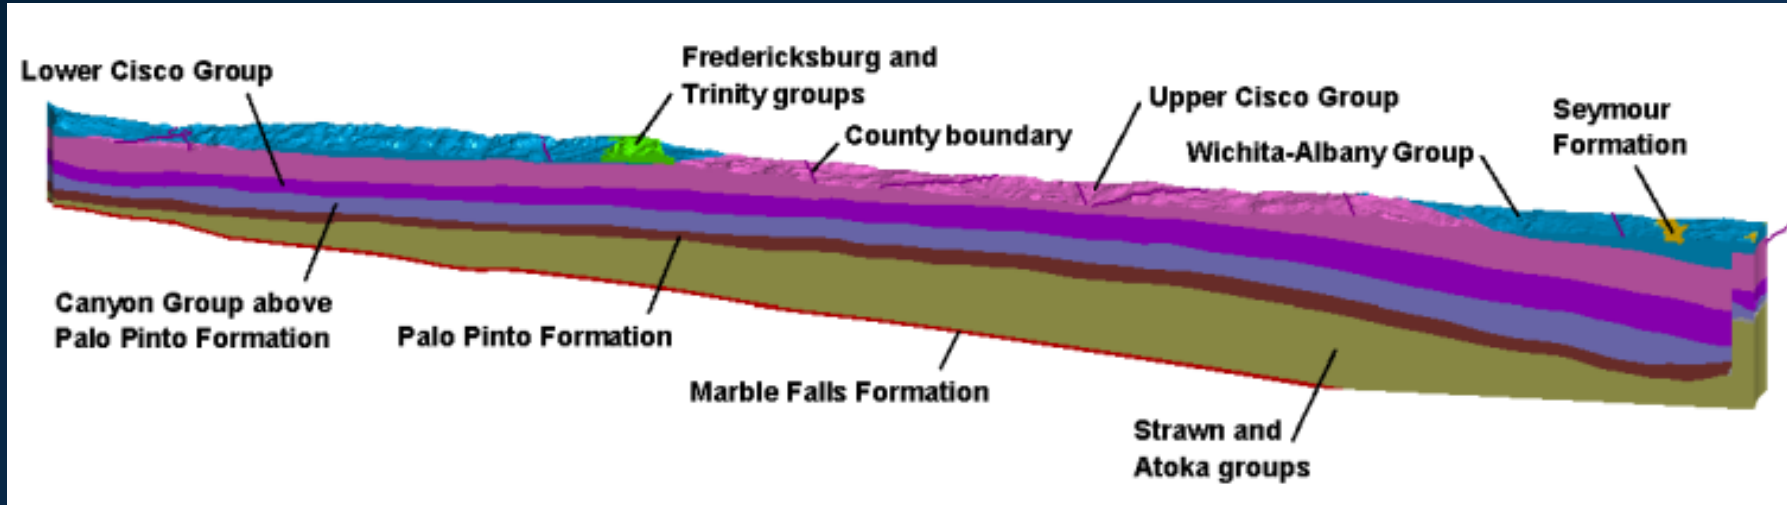 Lower Cisco Group
Fredericksburg and
Trinity groups
County boundary
Upper Cisco Group
Wichita-Albany Group
Seymour
Formation
Canyon Group above
Palo Pinto Formation
Palo Pinto Formation
Marble Falls Formation
Strawn and
Atoka groups